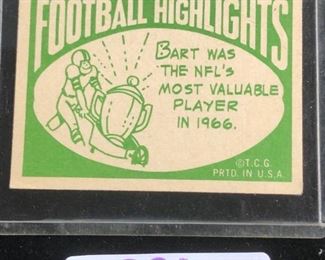 FOOTBALL HIGHLIGHTS
BART WAS
THE NFL'S
MOST VALUABLE
PLAYER
IN 1966.
©T.C.G.
PRTD. IN U.S.A.